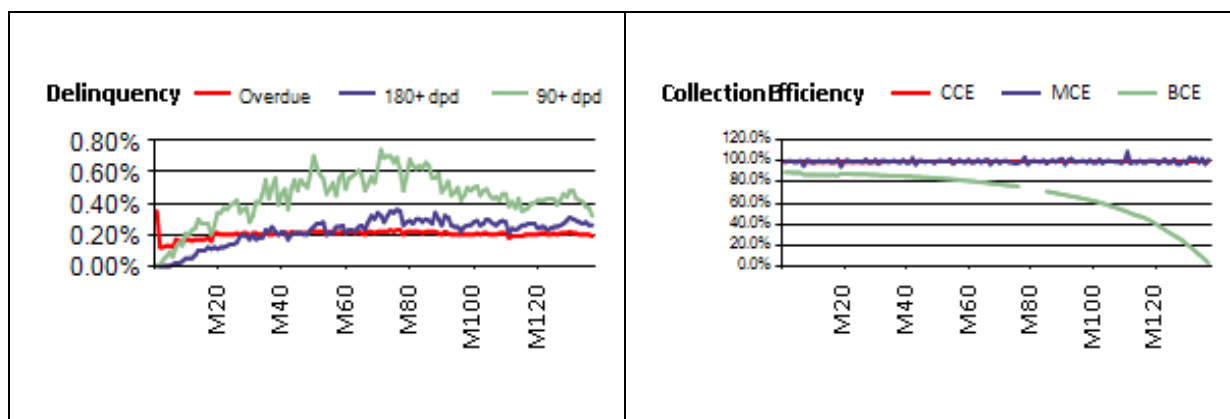 Delinquency Overdue 180+ dpd 90+ dpd
0.80%
0.60%
0.40%
0.20%
0.00%
M20
M40
M60
M80
M100
M120
Collection Efficiency CCE MCE BCE
120.0%
100.0%
80.0%
60.0%
40.0%
20.0%
0.0%
M20
M40
M60
M80
M100
M120